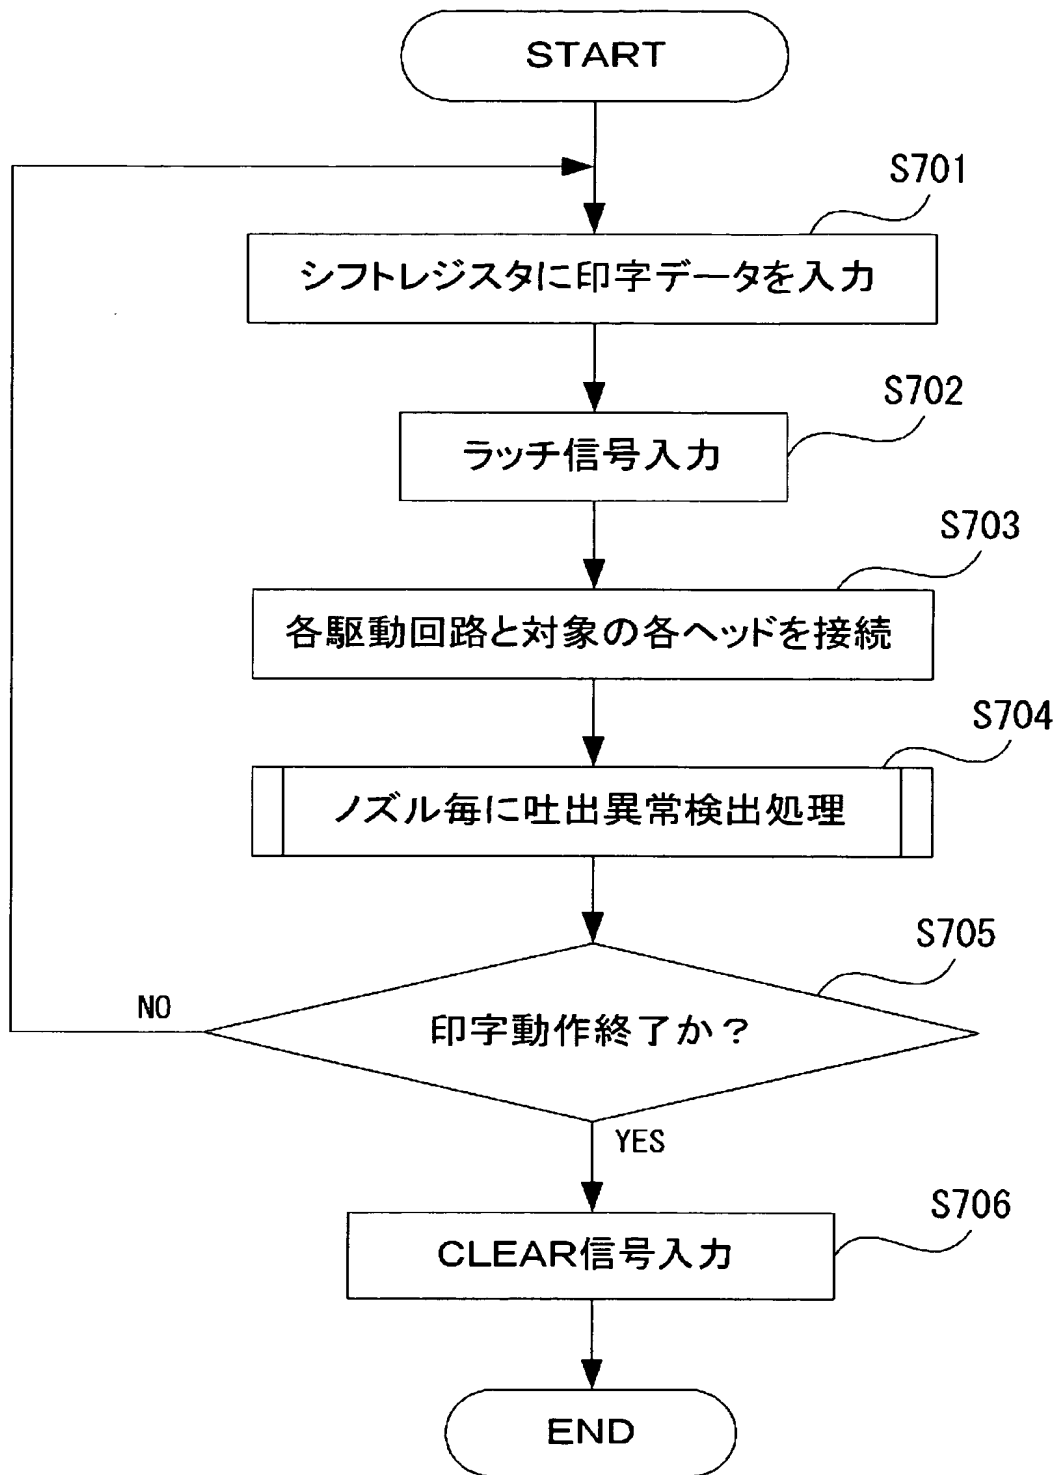 START
S701
シフトレジスタに印字データを入力
S702
ラッチ信号入力
S703
各駆動回路と対象の各ヘッドを接続
S704
ノズル毎に吐出異常検出処理
S705
NO
印字動作終了か？
YES
S706
CLEAR信号入力
END